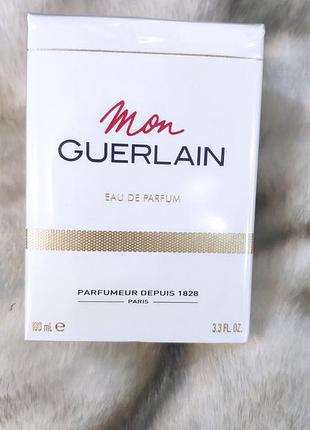 Mon
GUERLAIN
EAU DE PARFUM
PARFUMEUR DEPUIS 1828
PARIS
100 mL ℮ 3.3 FL. OZ.